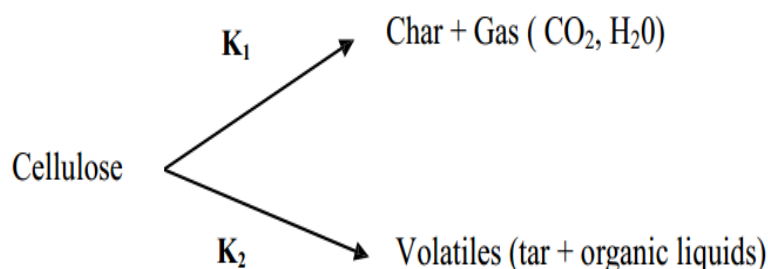 K₁
Char + Gas ( CO₂, H₂0)
Cellulose
K₂
Volatiles (tar + organic liquids)